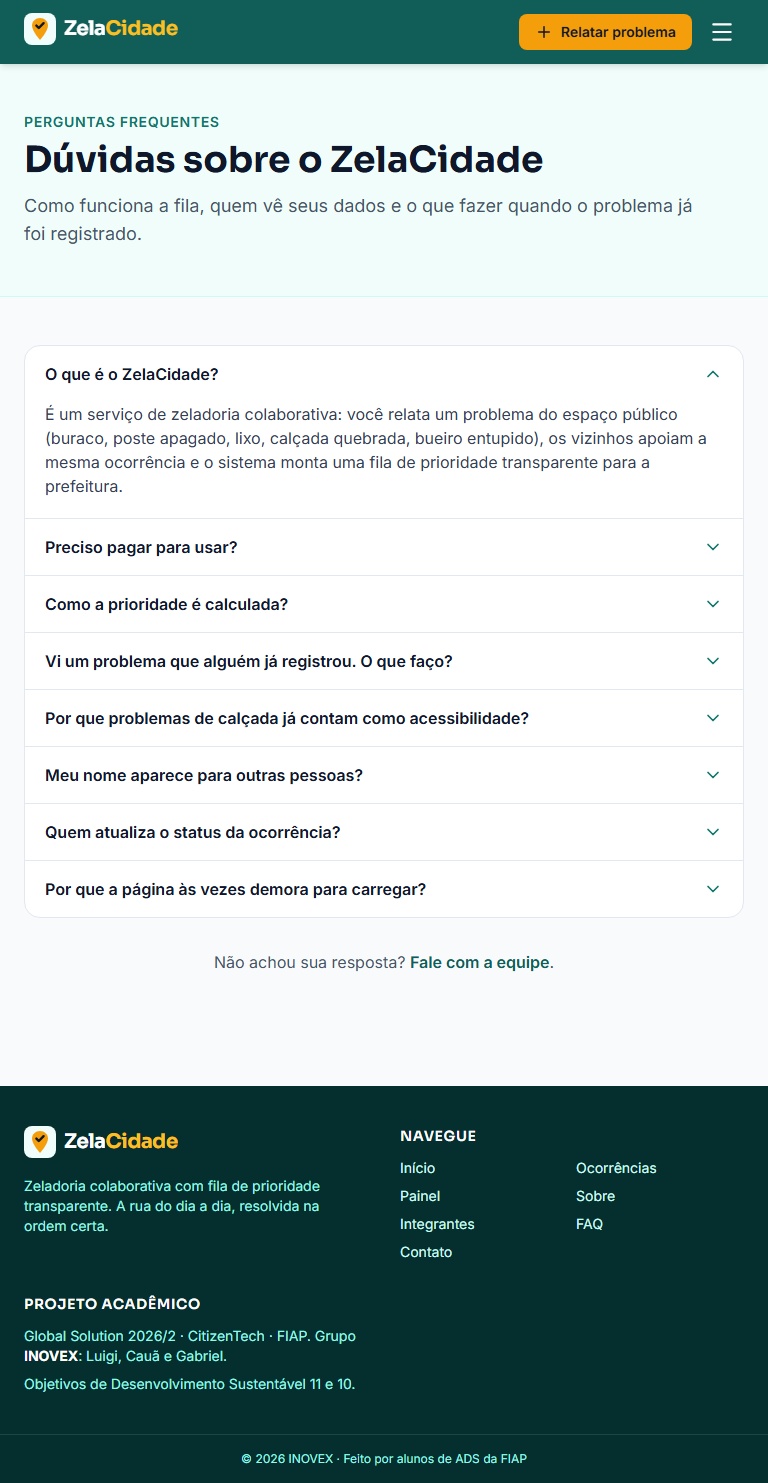 ZelaCidade
Relatar problema
PERGUNTAS FREQUENTES
Dúvidas sobre o ZelaCidade
Como funciona a fila, quem vê seus dados e o que fazer quando o problema já
foi registrado.
O que é o ZelaCidade?
É um serviço de zeladoria colaborativa: você relata um problema do espaço público
(buraco, poste apagado, lixo, calçada quebrada, bueiro entupido), os vizinhos apoiam a
mesma ocorrência e o sistema monta uma fila de prioridade transparente para a
prefeitura.
Preciso pagar para usar?
Como a prioridade é calculada?
Vi um problema que alguém já registrou. O que faço?
Por que problemas de calçada já contam como acessibilidade?
Meu nome aparece para outras pessoas?
Quem atualiza o status da ocorrência?
Por que a página às vezes demora para carregar?
Não achou sua resposta? Fale com a equipe.
ZelaCidade
Zeladoria colaborativa com fila de prioridade
transparente. A rua do dia a dia, resolvida na
ordem certa.
NAVEGUE
Início
Ocorrências
Painel
Sobre
Integrantes
FAQ
Contato
PROJETO ACADÊMICO
Global Solution 2026/2 · CitizenTech · FIAP. Grupo
INOVEX: Luigi, Cauã e Gabriel.
Objetivos de Desenvolvimento Sustentável 11 e 10.
© 2026 INOVEX · Feito por alunos de ADS da FIAP